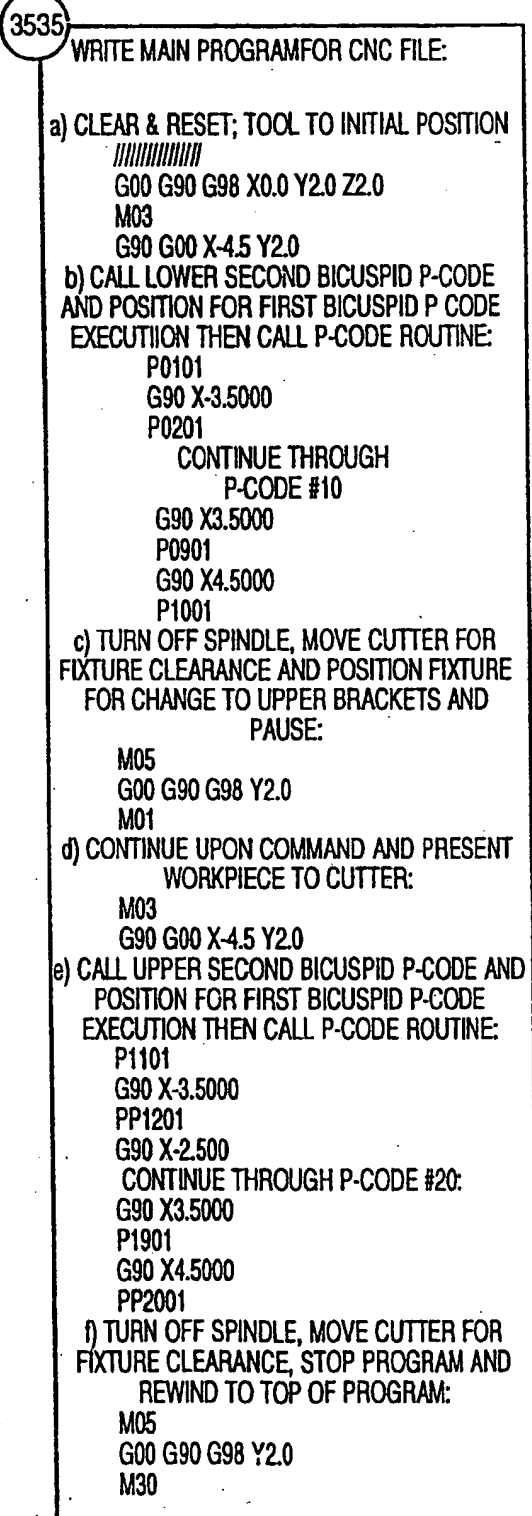 3535
WRITE MAIN PROGRAMFOR CNC FILE:
a) CLEAR & RESET; TOOL TO INITIAL POSITION
/////////////////
G00 G90 G98 X0.0 Y2.0 Z2.0
M03
G90 G00 X-4.5 Y2.0
b) CALL LOWER SECOND BICUSPID P-CODE
AND POSITION FOR FIRST BICUSPID P CODE
EXECUTIION THEN CALL P-CODE ROUTINE:
P0101
G90 X-3.5000
P0201
CONTINUE THROUGH
P-CODE #10
G90 X3.5000
P0901
G90 X4.5000
P1001
c) TURN OFF SPINDLE, MOVE CUTTER FOR
FIXTURE CLEARANCE AND POSITION FIXTURE
FOR CHANGE TO UPPER BRACKETS AND
PAUSE:
M05
G00 G90 G98 Y2.0
M01
d) CONTINUE UPON COMMAND AND PRESENT
WORKPIECE TO CUTTER:
M03
G90 G00 X-4.5 Y2.0
e) CALL UPPER SECOND BICUSPID P-CODE AND
POSITION FOR FIRST BICUSPID P-CODE
EXECUTION THEN CALL P-CODE ROUTINE:
P1101
G90 X-3.5000
PP1201
G90 X-2.500
CONTINUE THROUGH P-CODE #20:
G90 X3.5000
P1901
G90 X4.5000
PP2001
f) TURN OFF SPINDLE, MOVE CUTTER FOR
FIXTURE CLEARANCE, STOP PROGRAM AND
REWIND TO TOP OF PROGRAM:
M05
G00 G90 G98 Y2.0
M30